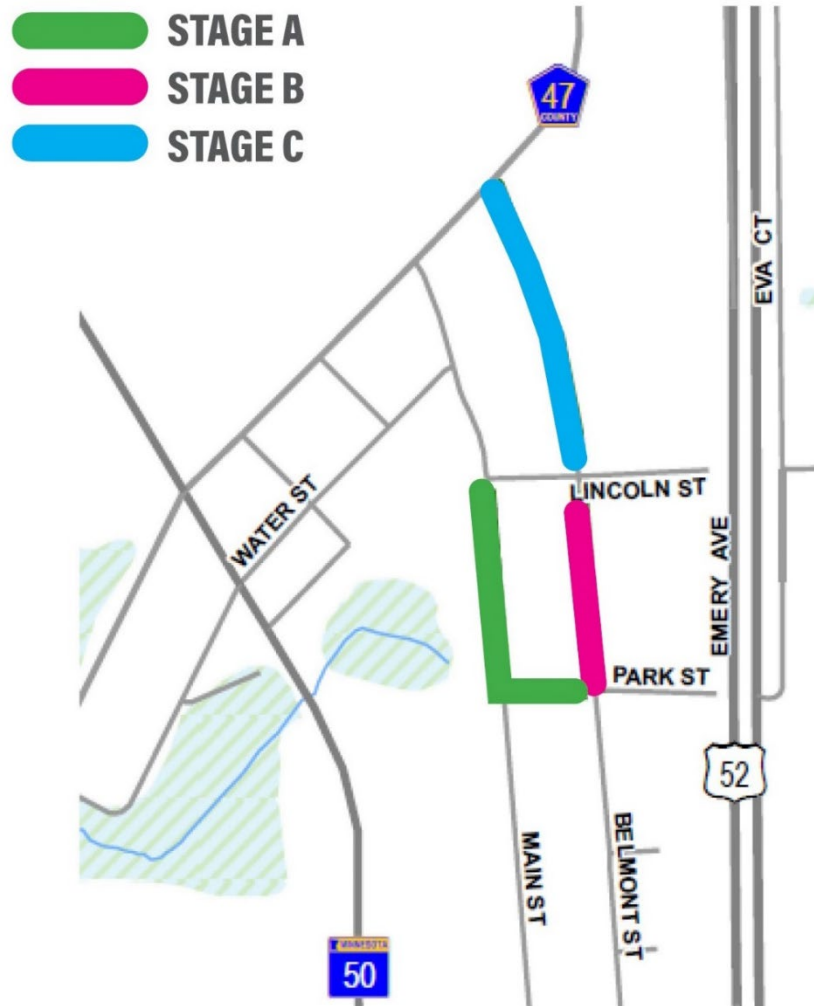 STAGE A
STAGE B
STAGE C
47
COUNTY
EVA CT
WATER ST
LINCOLN ST
EMERY AVE
PARK ST
52
MAIN ST
BELMONT ST
MINNESOTA
50